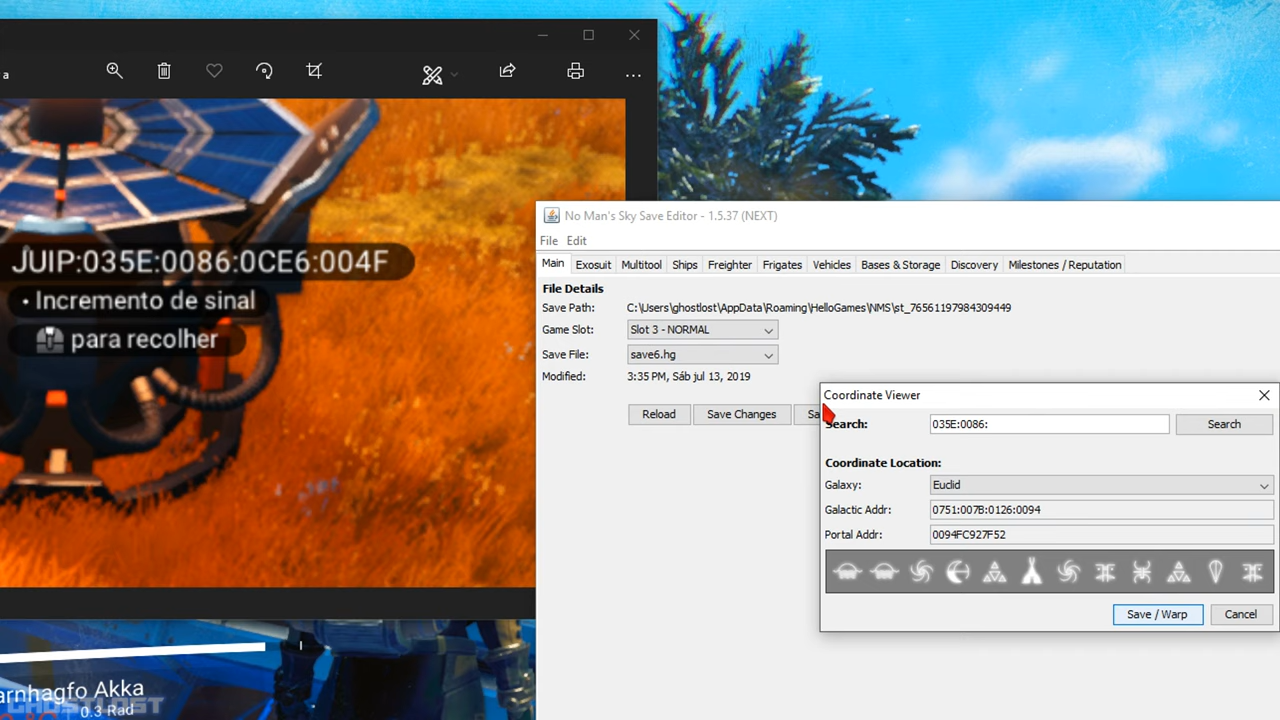 a
JUIP:035E:0086:0CE6:004F
• Incremento de sinal
para recolher
No Man's Sky Save Editor - 1.5.37 (NEXT)
File Edit
Main Exosuit Multitool Ships Freighter Frigates Vehicles Bases & Storage Discovery Milestones / Reputation
File Details
Save Path: C:\Users\ghostlost\AppData\Roaming\HelloGames\NMS\st_76561197984309449
Game Slot: Slot 3 - NORMAL
Save File: save6.hg
Modified: 3:35 PM, Sáb jul 13, 2019
Reload Save Changes Sa
Coordinate Viewer
Search: 035E:0086: Search
Coordinate Location:
Galaxy: Euclid
Galactic Addr: 0751:007B:0126:0094
Portal Addr: 0094FC927F52
Save / Warp Cancel
arnhagfo Akka
GHOSTLOST
0.3 Rad